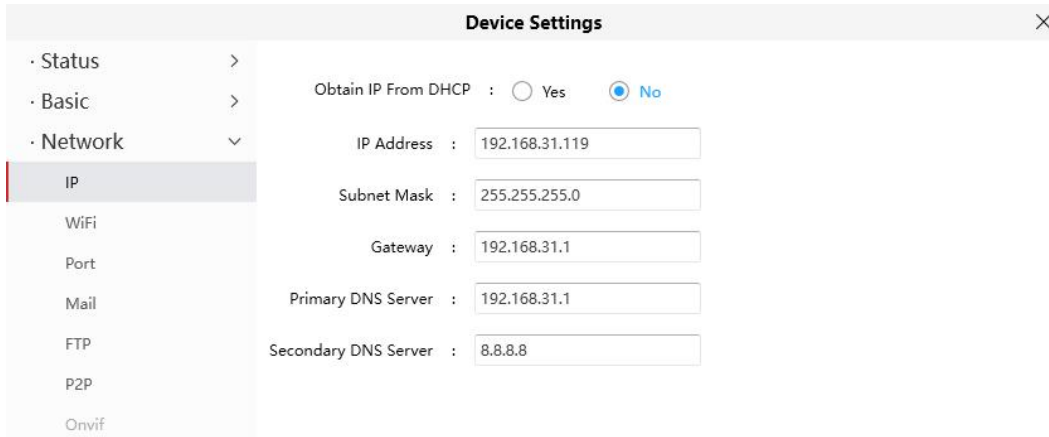 Device Settings
· Status
· Basic
· Network
IP
WiFi
Port
Mail
FTP
P2P
Onvif
Obtain IP From DHCP : Yes No
IP Address : 192.168.31.119
Subnet Mask : 255.255.255.0
Gateway : 192.168.31.1
Primary DNS Server : 192.168.31.1
Secondary DNS Server : 8.8.8.8